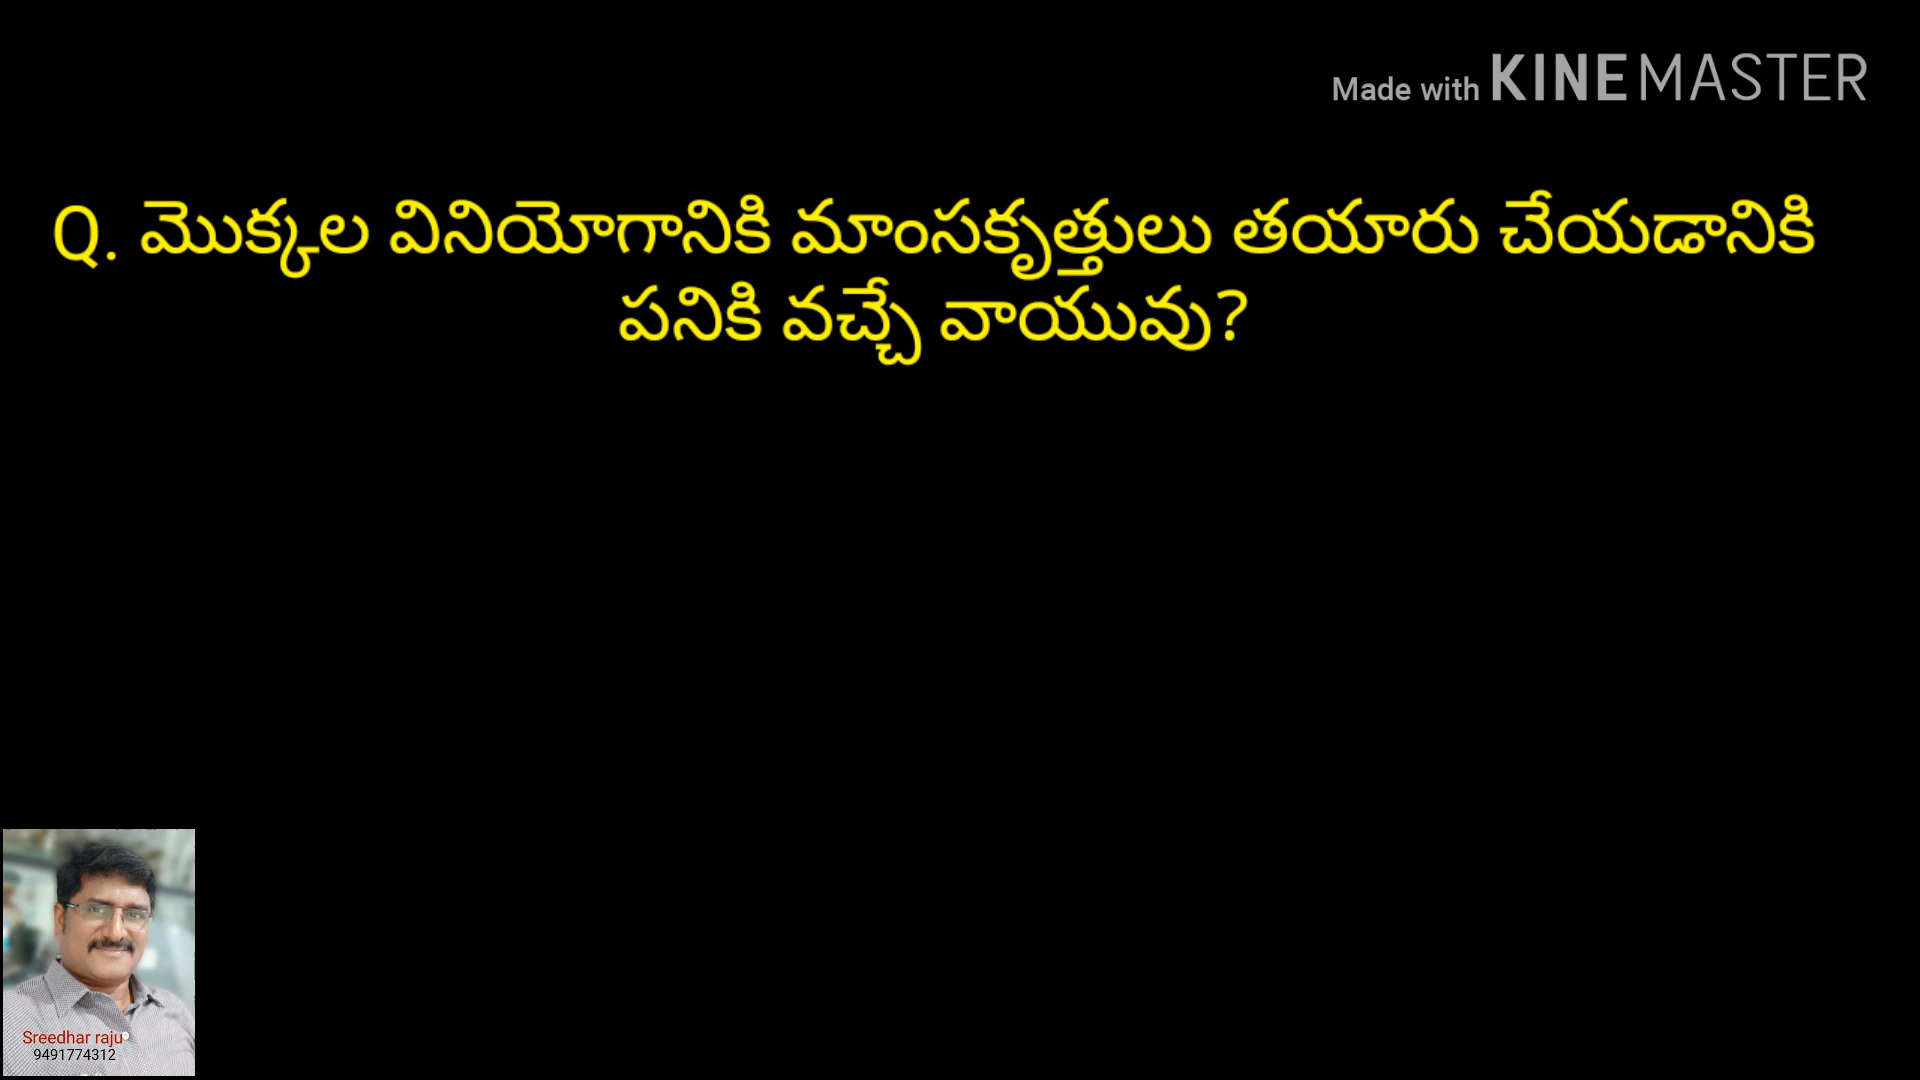 Made with KINEMASTER
Q. మొక్కల వినియోగానికి మాంసకృత్తులు తయారు చేయడానికి
పనికి వచ్చే వాయువు?
Sreedhar raju
9491774312